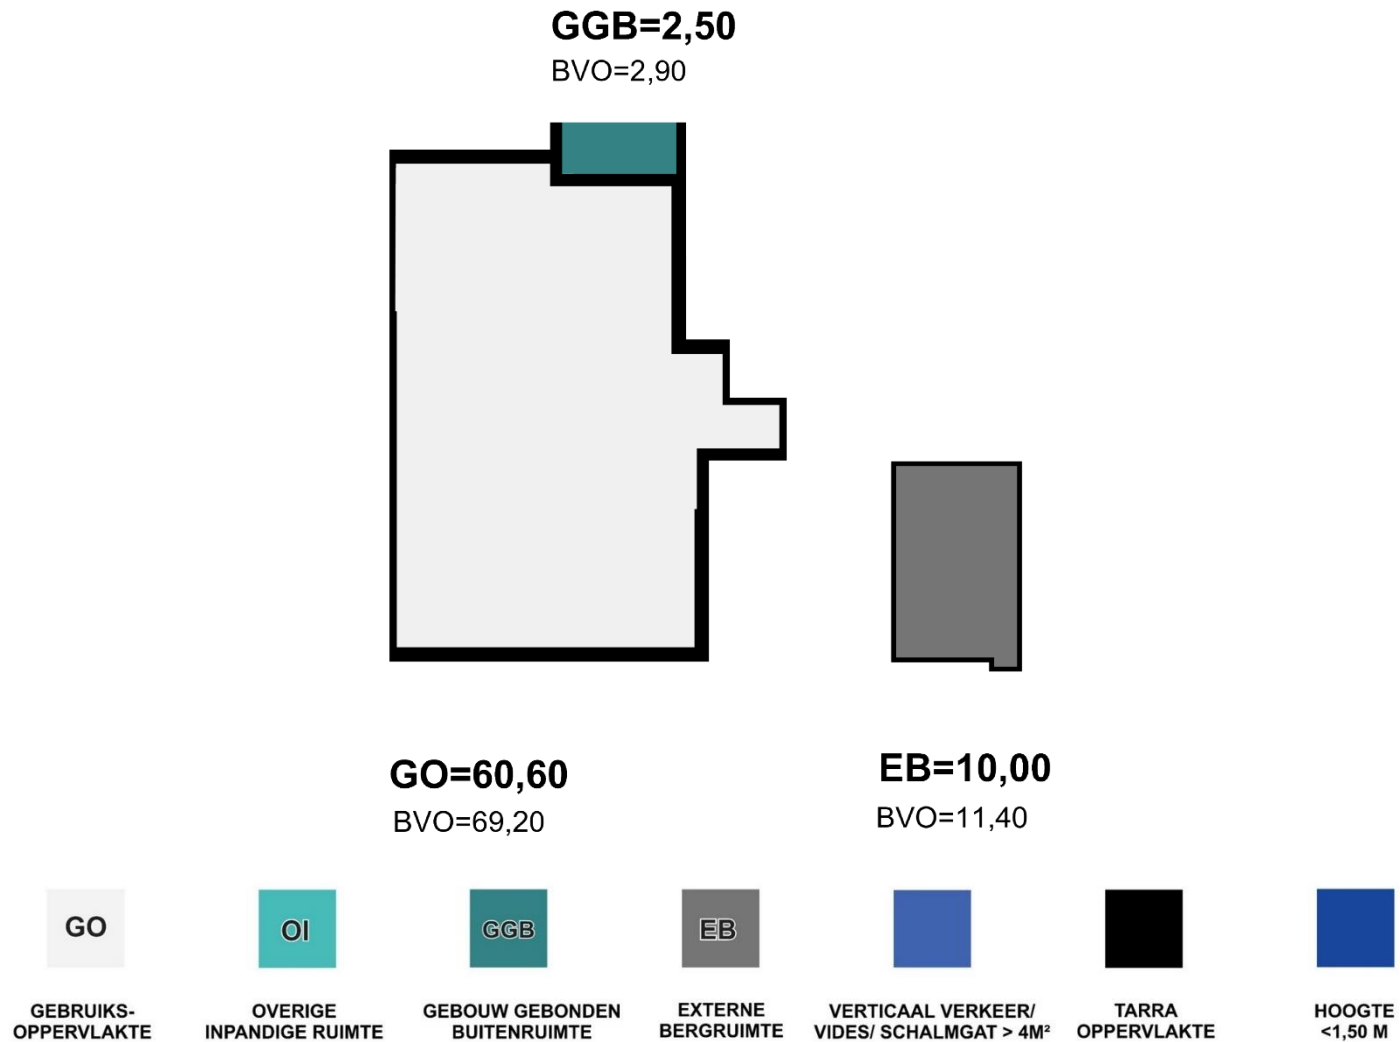 GGB=2,50
BVO=2,90
GO=60,60
BVO=69,20
EB=10,00
BVO=11,40
GO
OI
GGB
EB
GEBRUIKS-
OPPERVLAKTE
OVERIGE
INPANDIGE RUIMTE
GEBOUW GEBONDEN
BUITENRUIMTE
EXTERNE
BERGRUIMTE
VERTICAAL VERKEER/
VIDES/ SCHALMGAT > 4M²
TARRA
OPPERVLAKTE
HOOGTE
<1,50 M